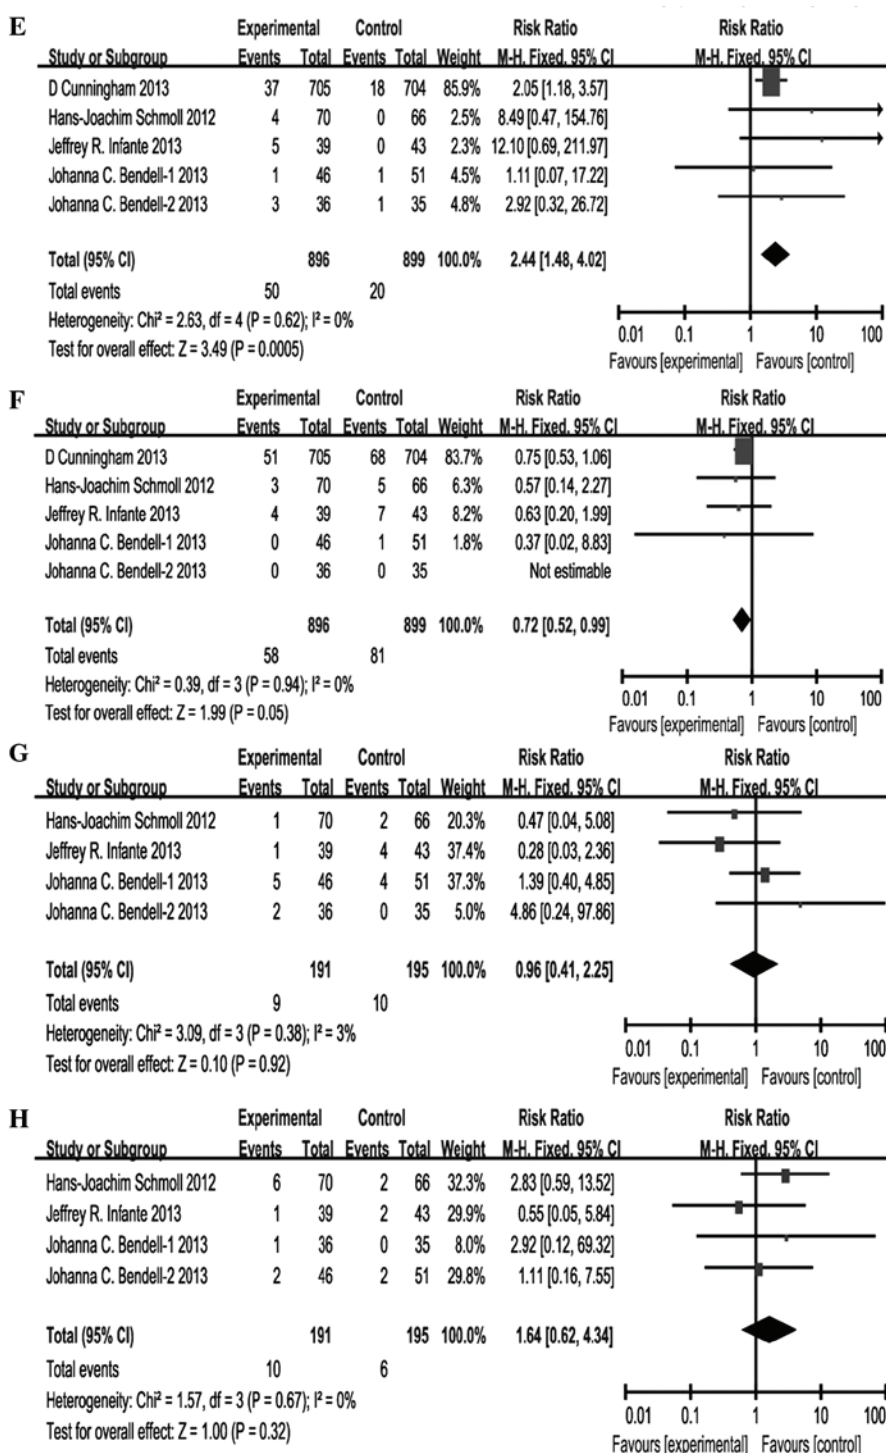 E
Experimental Control Risk Ratio Risk Ratio
Study or Subgroup Events Total Events Total Weight M-H. Fixed. 95% CI M-H. Fixed. 95% CI
D Cunningham 2013 37 705 18 704 85.9% 2.05 [1.18, 3.57]
Hans-Joachim Schmoll 2012 4 70 0 66 2.5% 8.49 [0.47, 154.76]
Jeffrey R. Infante 2013 5 39 0 43 2.3% 12.10 [0.69, 211.97]
Johanna C. Bendell-1 2013 1 46 1 51 4.5% 1.11 [0.07, 17.22]
Johanna C. Bendell-2 2013 3 36 1 35 4.8% 2.92 [0.32, 26.72]
Total (95% CI) 896 899 100.0% 2.44 [1.48, 4.02]
Total events 50 20
Heterogeneity: Chi² = 2.63, df = 4 (P = 0.62); I² = 0%
Test for overall effect: Z = 3.49 (P = 0.0005)
0.01 0.1 1 10 100
Favours [experimental] Favours [control]
F
Experimental Control Risk Ratio Risk Ratio
Study or Subgroup Events Total Events Total Weight M-H. Fixed. 95% CI M-H. Fixed. 95% CI
D Cunningham 2013 51 705 68 704 83.7% 0.75 [0.53, 1.06]
Hans-Joachim Schmoll 2012 3 70 5 66 6.3% 0.57 [0.14, 2.27]
Jeffrey R. Infante 2013 4 39 7 43 8.2% 0.63 [0.20, 1.99]
Johanna C. Bendell-1 2013 0 46 1 51 1.8% 0.37 [0.02, 8.83]
Johanna C. Bendell-2 2013 0 36 0 35 Not estimable
Total (95% CI) 896 899 100.0% 0.72 [0.52, 0.99]
Total events 58 81
Heterogeneity: Chi² = 0.39, df = 3 (P = 0.94); I² = 0%
Test for overall effect: Z = 1.99 (P = 0.05)
0.01 0.1 1 10 100
Favours [experimental] Favours [control]
G
Experimental Control Risk Ratio Risk Ratio
Study or Subgroup Events Total Events Total Weight M-H. Fixed. 95% CI M-H. Fixed. 95% CI
Hans-Joachim Schmoll 2012 1 70 2 66 20.3% 0.47 [0.04, 5.08]
Jeffrey R. Infante 2013 1 39 4 43 37.4% 0.28 [0.03, 2.36]
Johanna C. Bendell-1 2013 5 46 4 51 37.3% 1.39 [0.40, 4.85]
Johanna C. Bendell-2 2013 2 36 0 35 5.0% 4.86 [0.24, 97.86]
Total (95% CI) 191 195 100.0% 0.96 [0.41, 2.25]
Total events 9 10
Heterogeneity: Chi² = 3.09, df = 3 (P = 0.38); I² = 3%
Test for overall effect: Z = 0.10 (P = 0.92)
0.01 0.1 1 10 100
Favours [experimental] Favours [control]
H
Experimental Control Risk Ratio Risk Ratio
Study or Subgroup Events Total Events Total Weight M-H. Fixed. 95% CI M-H. Fixed. 95% CI
Hans-Joachim Schmoll 2012 6 70 2 66 32.3% 2.83 [0.59, 13.52]
Jeffrey R. Infante 2013 1 39 2 43 29.9% 0.55 [0.05, 5.84]
Johanna C. Bendell-1 2013 1 36 0 35 8.0% 2.92 [0.12, 69.32]
Johanna C. Bendell-2 2013 2 46 2 51 29.8% 1.11 [0.16, 7.55]
Total (95% CI) 191 195 100.0% 1.64 [0.62, 4.34]
Total events 10 6
Heterogeneity: Chi² = 1.57, df = 3 (P = 0.67); I² = 0%
Test for overall effect: Z = 1.00 (P = 0.32)
0.01 0.1 1 10 100
Favours [experimental] Favours [control]